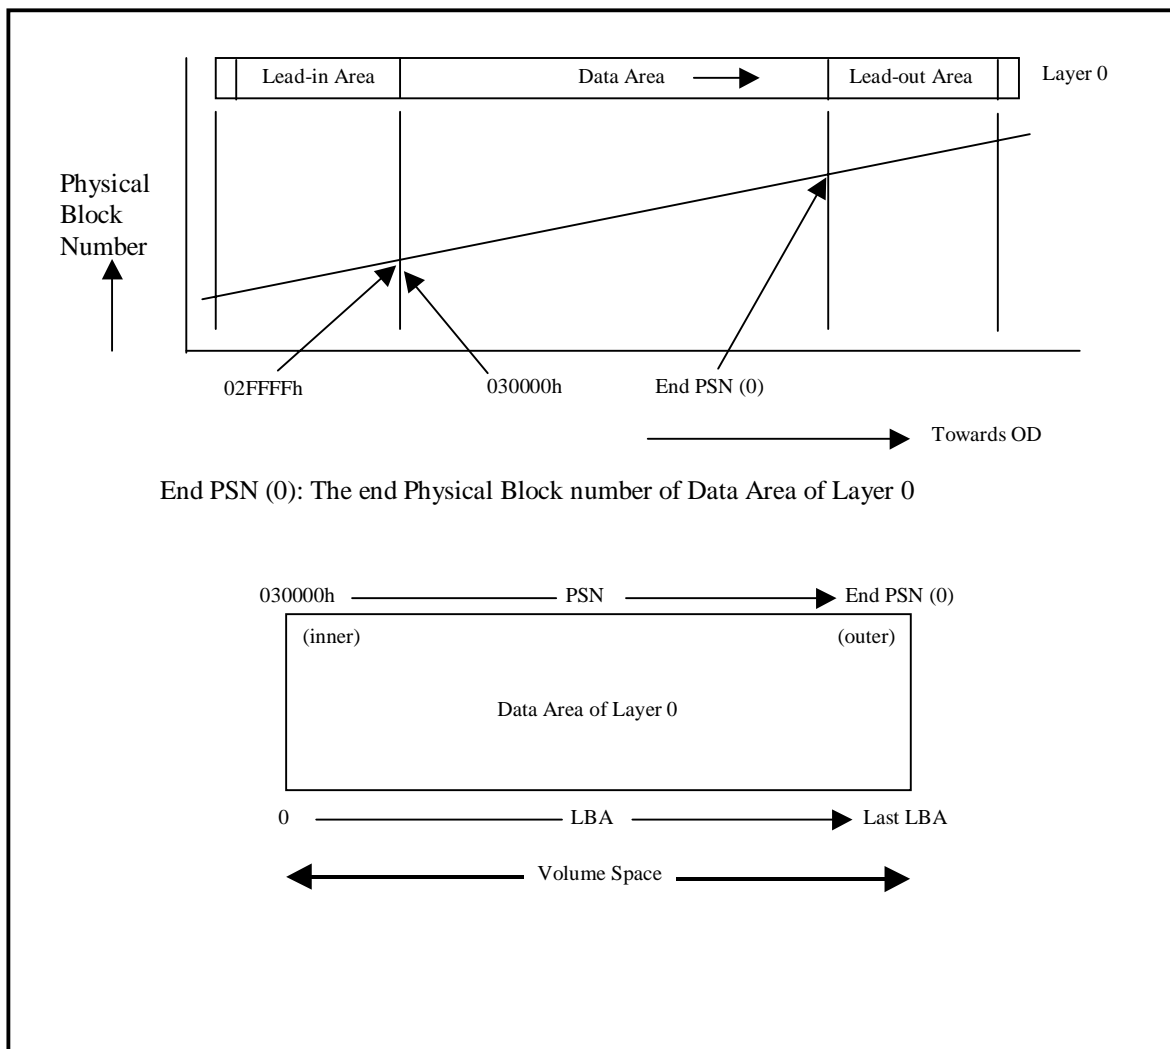 Lead-in Area
Data Area
Lead-out Area
Layer 0
Physical
Block
Number
02FFFFh
030000h
End PSN (0)
Towards OD
End PSN (0): The end Physical Block number of Data Area of Layer 0
030000h
PSN
End PSN (0)
(inner)
(outer)
Data Area of Layer 0
0
LBA
Last LBA
Volume Space